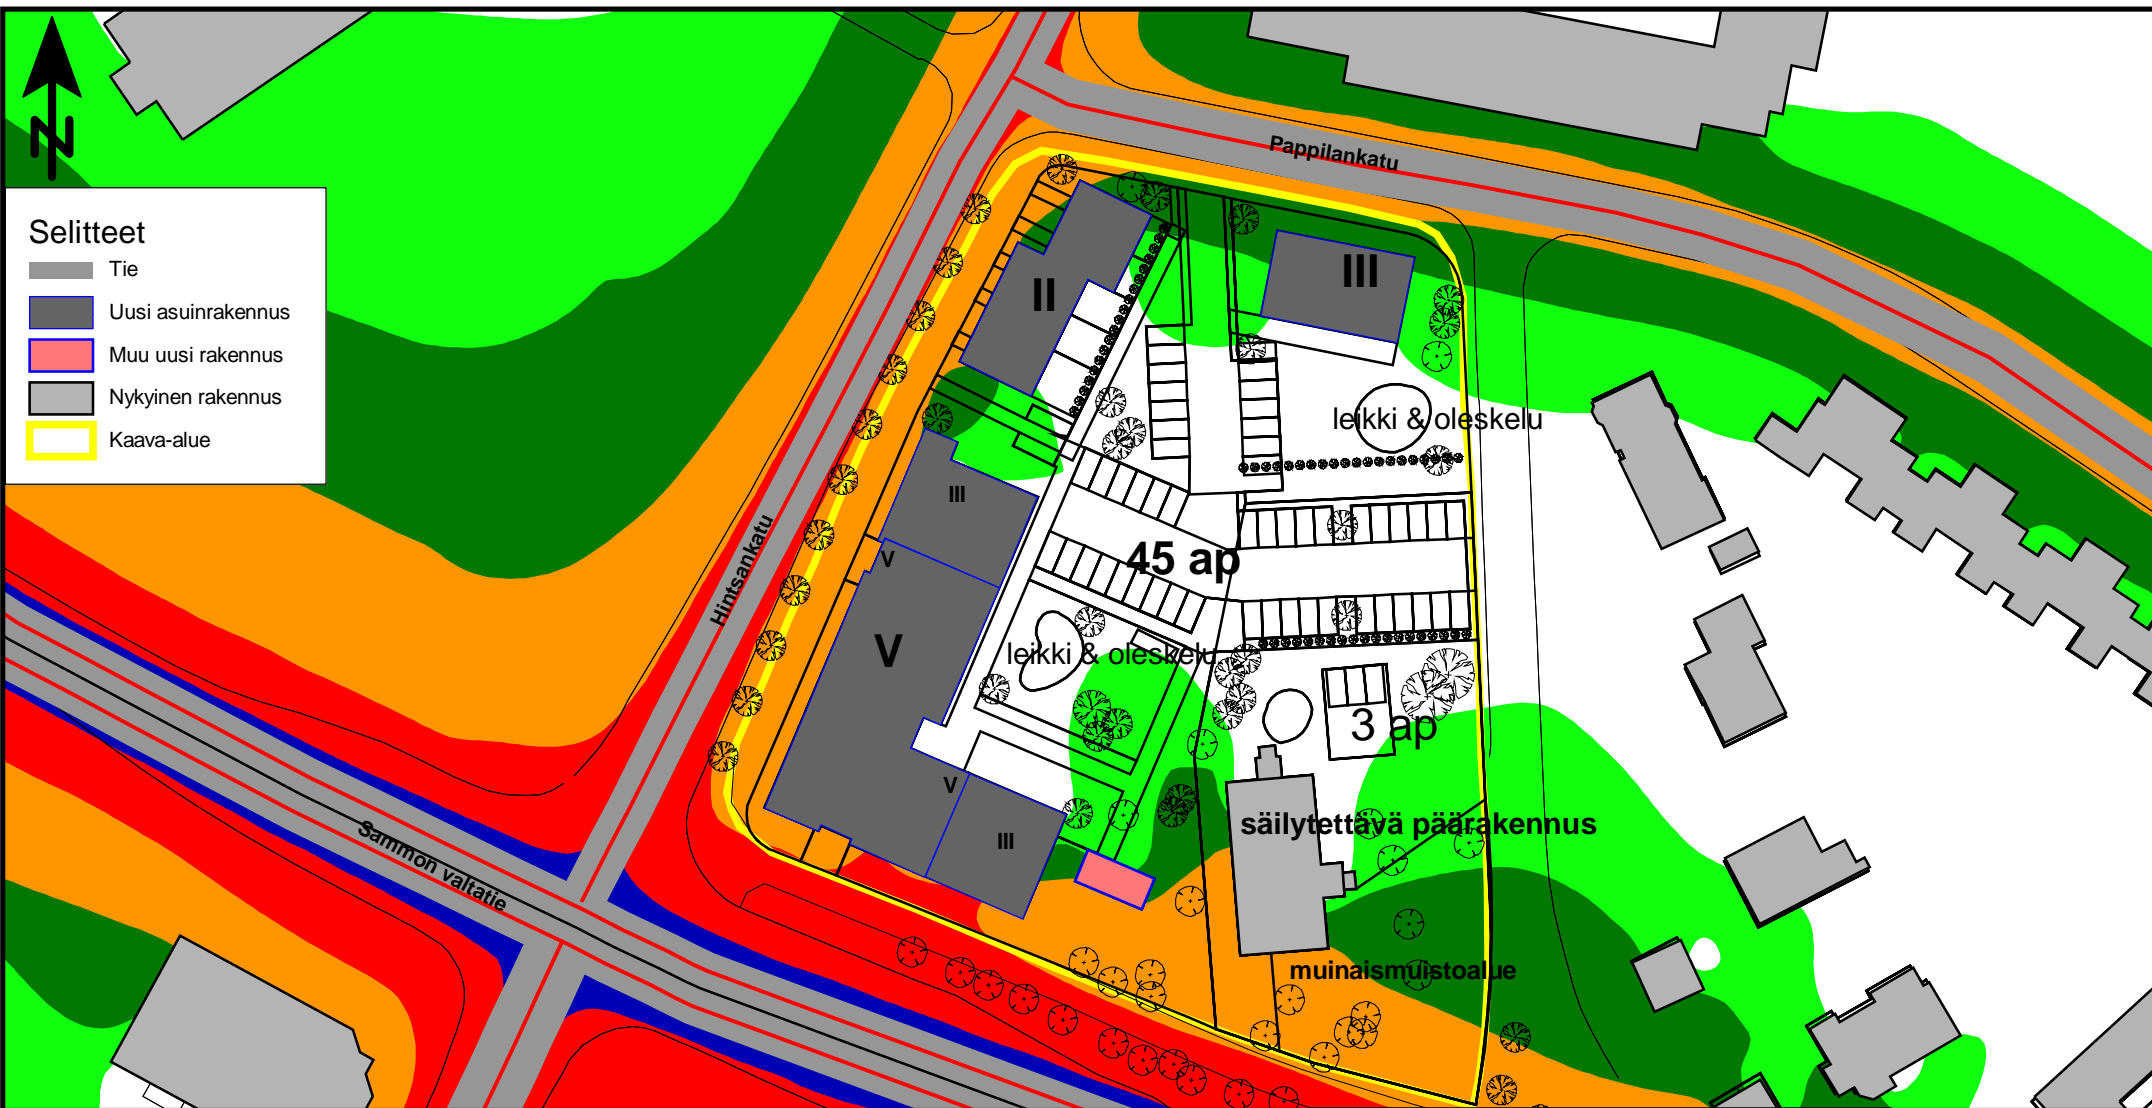 N
Selitteet
Tie
Uusi asuinrakennus
Muu uusi rakennus
Nykyinen rakennus
Kaava-alue
Pappilankatu
II
III
leikki & oleskelu
III
V
45 ap
Hintsankatu
V
leikki & oleskelu
3 ap
V
III
säilytettävä päärakennus
Sammon valtatie
muinaismuistoalue